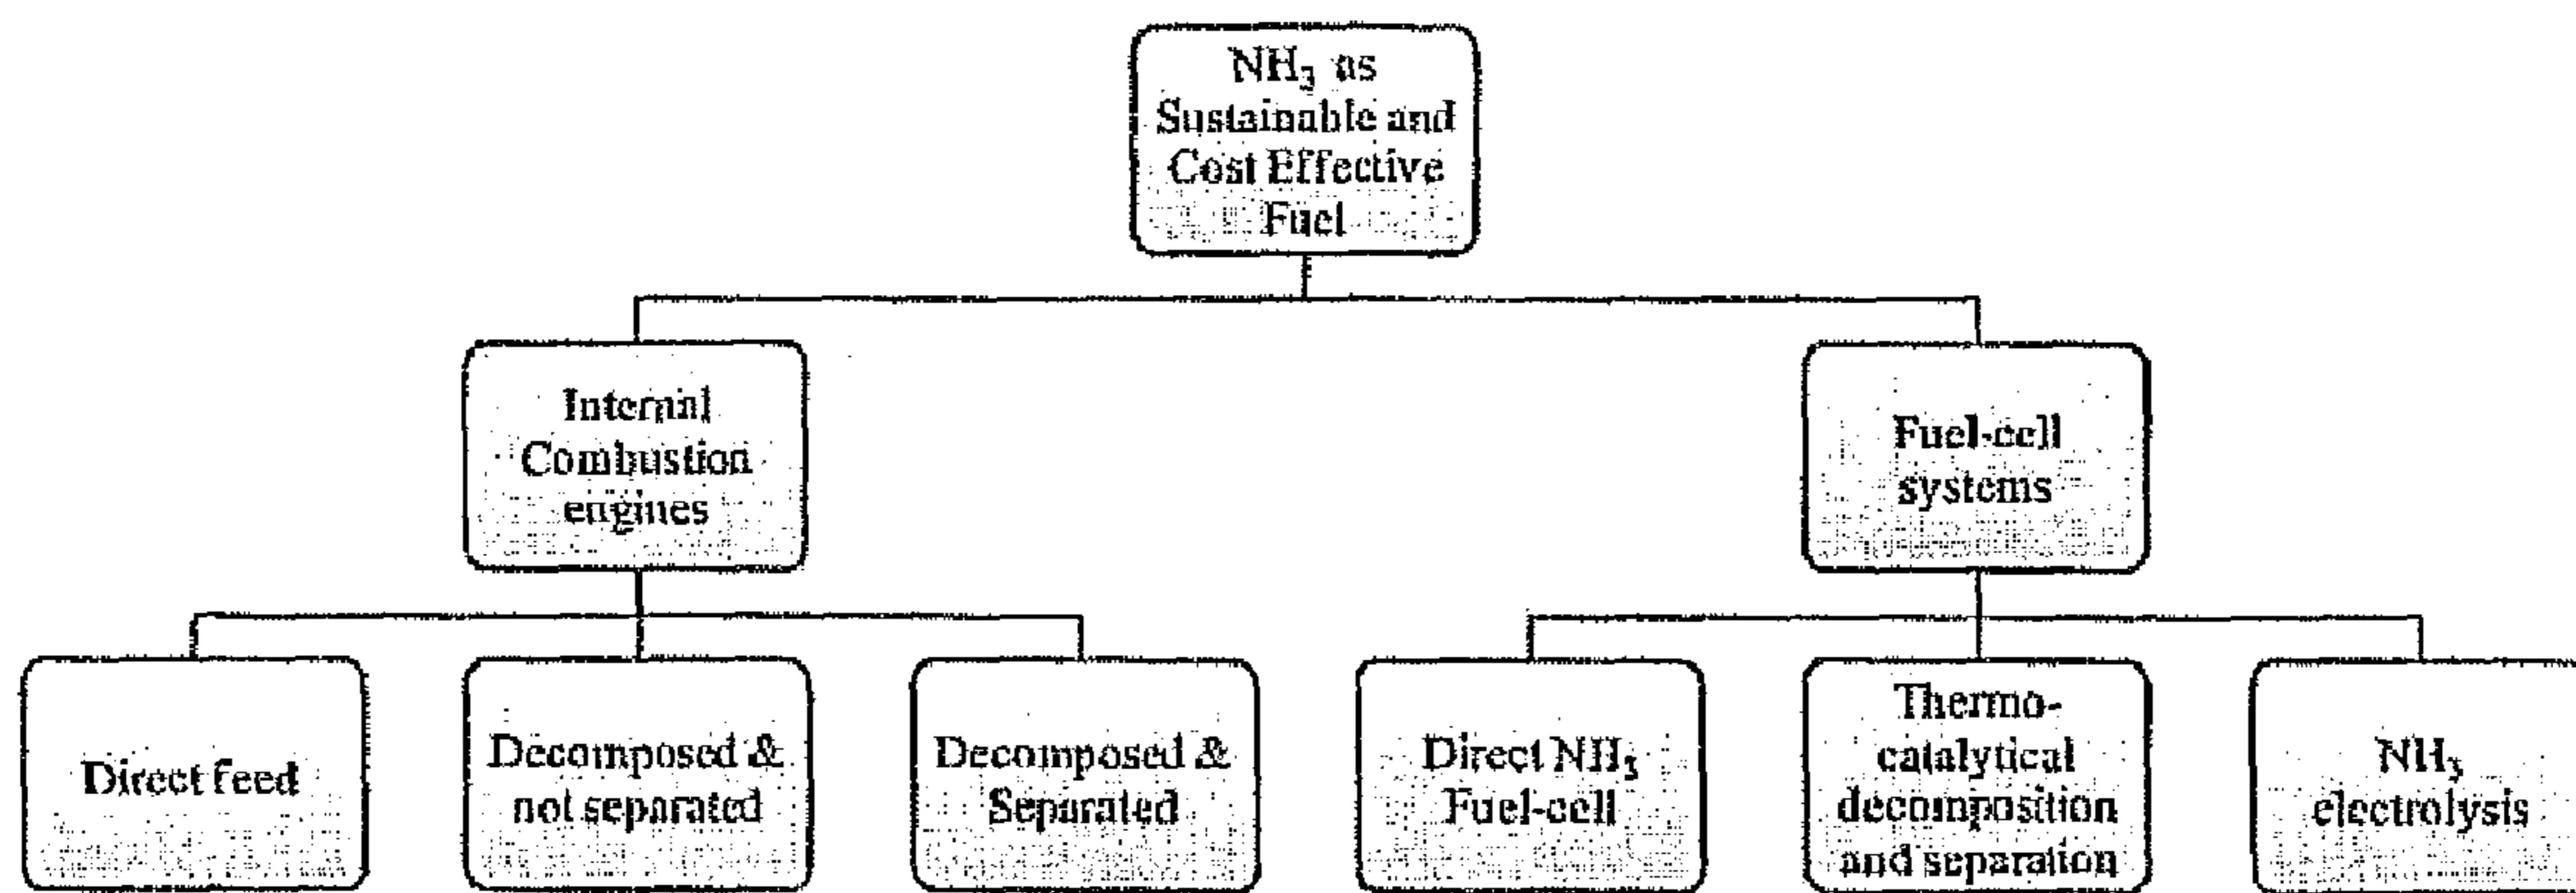 NH₃ as
Sustainable and
Cost Effective
Fuel
Internal
Combustion
engines
Fuel-cell
systems
Direct feed
Decomposed &
not separated
Decomposed &
Separated
Direct NH₃
Fuel-cell
Thermo-
catalytical
decomposition
and separation
NH₃
electrolysis